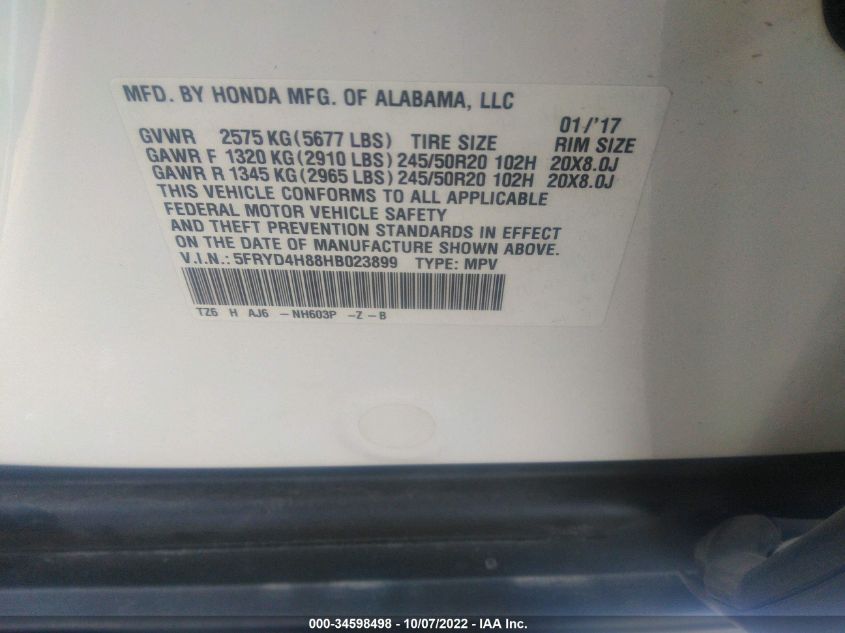 MFD. BY HONDA MFG. OF ALABAMA, LLC
01/'17
GVWR 2575 KG(5677 LBS) TIRE SIZE RIM SIZE
GAWR F 1320 KG(2910 LBS)245/50R20 102H 20X8.0J
GAWR R 1345 KG(2965 LBS)245/50R20 102H 20X8.0J
THIS VEHICLE CONFORMS TO ALL APPLICABLE
FEDERAL MOTOR VEHICLE SAFETY
AND THEFT PREVENTION STANDARDS IN EFFECT
ON THE DATE OF MANUFACTURE SHOWN ABOVE.
V.I.N.:5FRYD4H88HB023899 TYPE: MPV
TZ6 H AJ6 -NH603P -Z-B
000-34598498 - 10/07/2022 - IAA Inc.